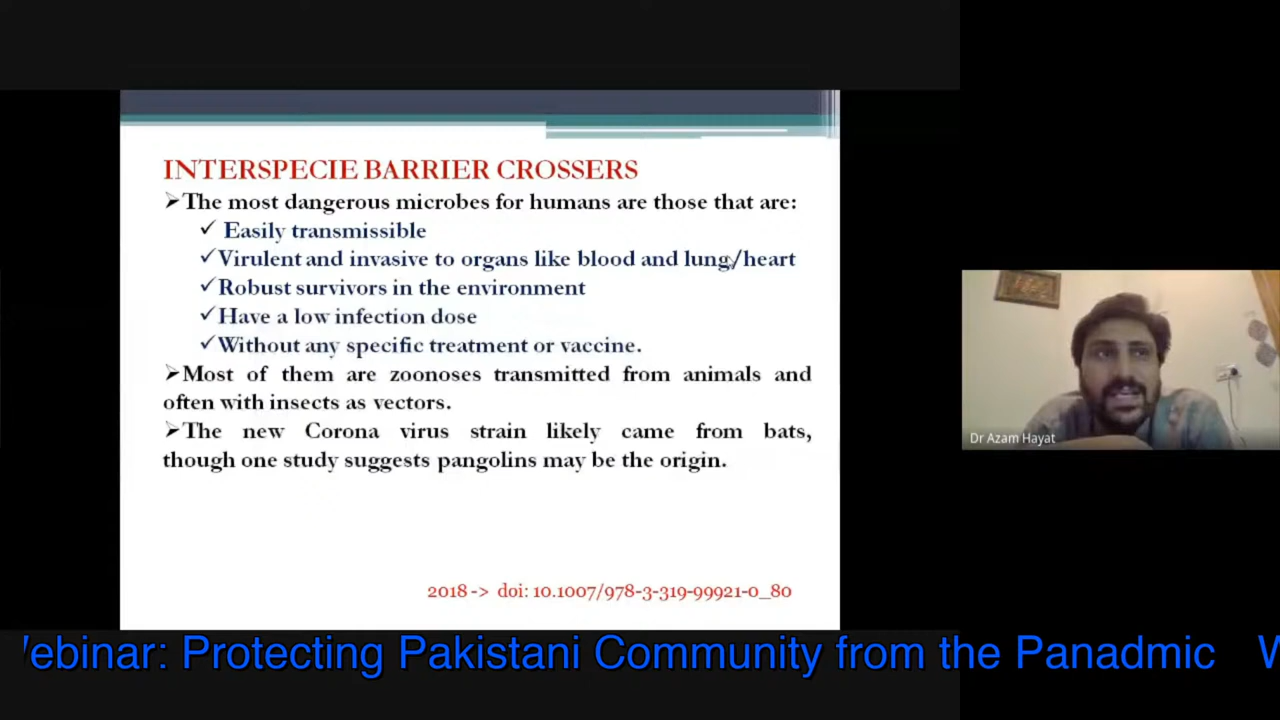 INTERSPECIE BARRIER CROSSERS
➢The most dangerous microbes for humans are those that are:
✓ Easily transmissible
✓Virulent and invasive to organs like blood and lung/heart
✓Robust survivors in the environment
✓Have a low infection dose
✓Without any specific treatment or vaccine.
➢Most of them are zoonoses transmitted from animals and
often with insects as vectors.
➢The new Corona virus strain likely came from bats,
though one study suggests pangolins may be the origin.
2018 -> doi: 10.1007/978-3-319-99921-0_80
Dr Azam Hayat
ebinar: Protecting Pakistani Community from the Panadmic W